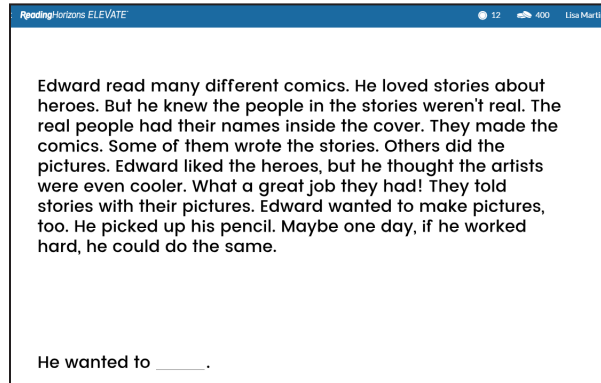 ReadingHorizons ELEVATE
12 400 Lisa Marti
Edward read many different comics. He loved stories about
heroes. But he knew the people in the stories weren't real. The
real people had their names inside the cover. They made the
comics. Some of them wrote the stories. Others did the
pictures. Edward liked the heroes, but he thought the artists
were even cooler. What a great job they had! They told
stories with their pictures. Edward wanted to make pictures,
too. He picked up his pencil. Maybe one day, if he worked
hard, he could do the same.
He wanted to ______.